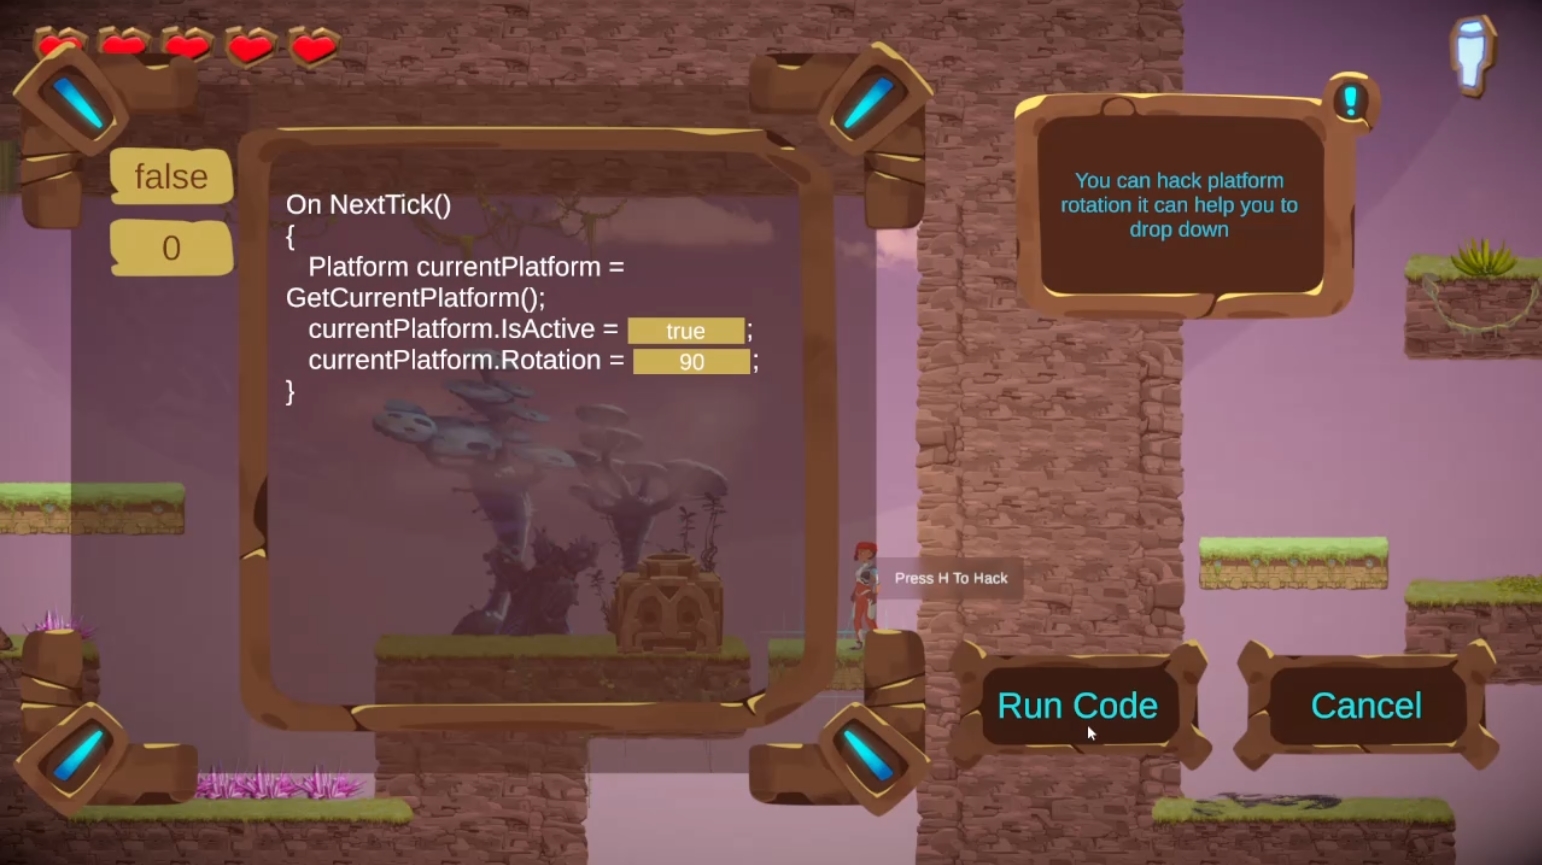 false
0
On NextTick()
{
Platform currentPlatform =
GetCurrentPlatform();
currentPlatform.IsActive = true ;
currentPlatform.Rotation = 90 ;
}
You can hack platform
rotation it can help you to
drop down
Press H To Hack
Run Code
Cancel